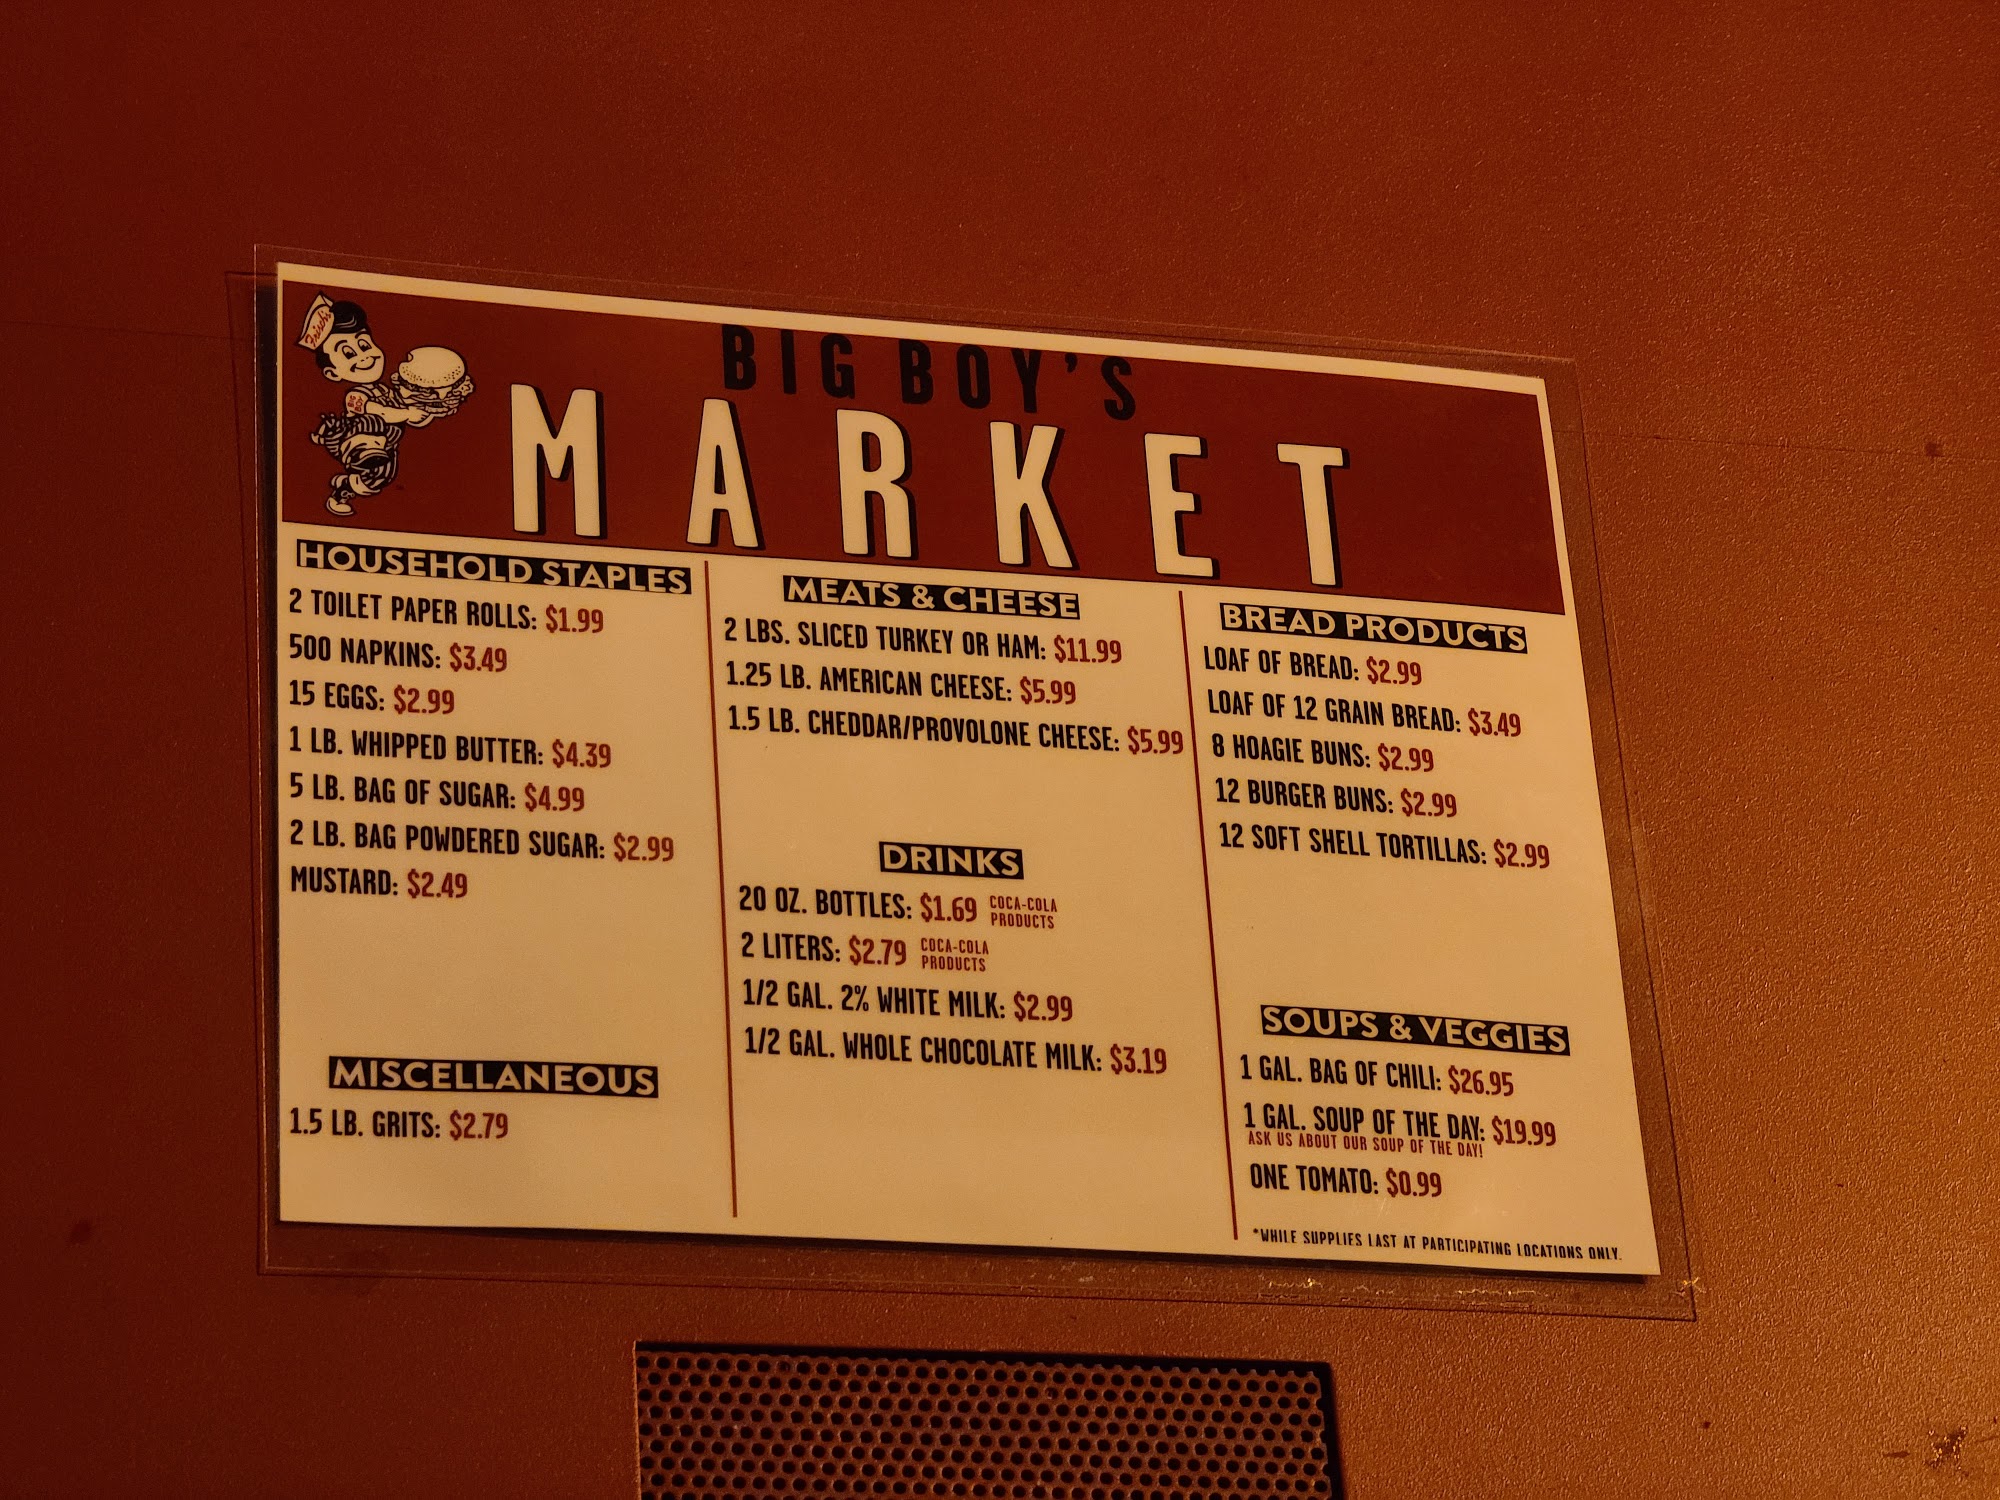 Frisch's
BIG
BOY
BIG BOY'S
MARKET
HOUSEHOLD STAPLES
2 TOILET PAPER ROLLS: $1.99
500 NAPKINS: $3.49
15 EGGS: $2.99
1 LB. WHIPPED BUTTER: $4.39
5 LB. BAG OF SUGAR: $4.99
2 LB. BAG POWDERED SUGAR: $2.99
MUSTARD: $2.49
MISCELLANEOUS
1.5 LB. GRITS: $2.79
MEATS & CHEESE
2 LBS. SLICED TURKEY OR HAM: $11.99
1.25 LB. AMERICAN CHEESE: $5.99
1.5 LB. CHEDDAR/PROVOLONE CHEESE: $5.99
DRINKS
20 OZ. BOTTLES: $1.69 COCA-COLA
PRODUCTS
2 LITERS: $2.79 COCA-COLA
PRODUCTS
1/2 GAL. 2% WHITE MILK: $2.99
1/2 GAL. WHOLE CHOCOLATE MILK: $3.19
BREAD PRODUCTS
LOAF OF BREAD: $2.99
LOAF OF 12 GRAIN BREAD: $3.49
8 HOAGIE BUNS: $2.99
12 BURGER BUNS: $2.99
12 SOFT SHELL TORTILLAS: $2.99
SOUPS & VEGGIES
1 GAL. BAG OF CHILI: $26.95
1 GAL. SOUP OF THE DAY: $19.99
ASK US ABOUT OUR SOUP OF THE DAY!
ONE TOMATO: $0.99
*WHILE SUPPLIES LAST AT PARTICIPATING LOCATIONS ONLY.